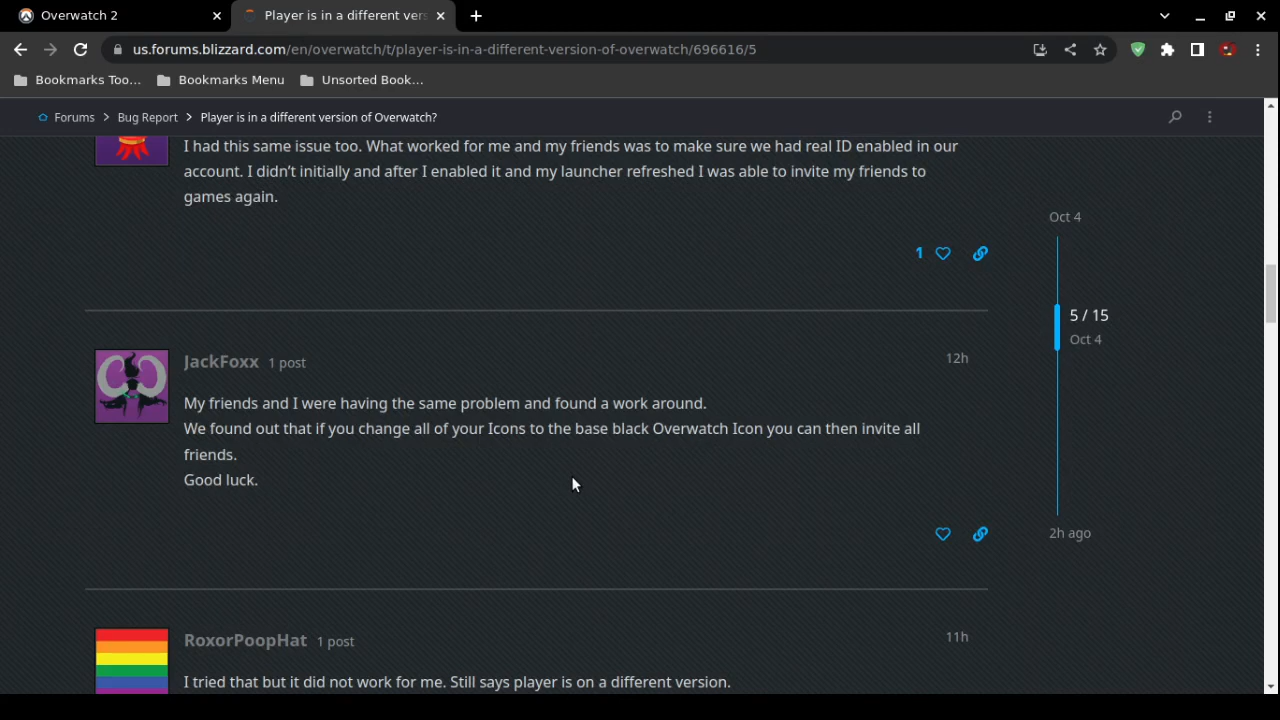 Overwatch 2
Player is in a different vers
us.forums.blizzard.com/en/overwatch/t/player-is-in-a-different-version-of-overwatch/696616/5
Bookmarks Too...
Bookmarks Menu
Unsorted Book...
Forums > Bug Report > Player is in a different version of Overwatch?
I had this same issue too. What worked for me and my friends was to make sure we had real ID enabled in our
account. I didn’t initially and after I enabled it and my launcher refreshed I was able to invite my friends to
games again.
1
Oct 4
5 / 15
Oct 4
JackFoxx 1 post
12h
My friends and I were having the same problem and found a work around.
We found out that if you change all of your Icons to the base black Overwatch Icon you can then invite all
friends.
Good luck.
2h ago
RoxorPoopHat 1 post
11h
I tried that but it did not work for me. Still says player is on a different version.